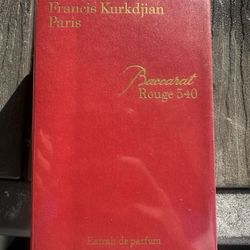 Francis Kurkdjian
Paris
Baccarat
Rouge 540
Extrait de parfum